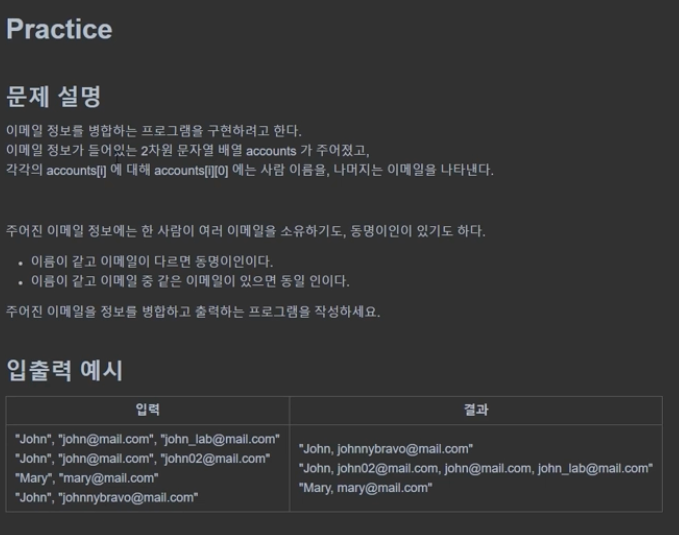 Practice
문제 설명
이메일 정보를 병합하는 프로그램을 구현하려고 한다.
이메일 정보가 들어있는 2차원 문자열 배열 accounts 가 주어졌고,
각각의 accounts[i] 에 대해 accounts[i][0] 에는 사람 이름을, 나머지는 이메일을 나타낸다.
주어진 이메일 정보에는 한 사람이 여러 이메일을 소유하기도, 동명이인이 있기도 하다.
• 이름이 같고 이메일이 다르면 동명이인이다.
• 이름이 같고 이메일 중 같은 이메일이 있으면 동일 인이다.
주어진 이메일을 정보를 병합하고 출력하는 프로그램을 작성하세요.
입출력 예시
입력
결과
"John", "john@mail.com", "john_lab@mail.com"
"John", "john@mail.com", "john02@mail.com"
"Mary", "mary@mail.com"
"John", "johnnybravo@mail.com"
"John, johnnybravo@mail.com"
"John, john02@mail.com, john@mail.com, john_lab@mail.com"
"Mary, mary@mail.com"